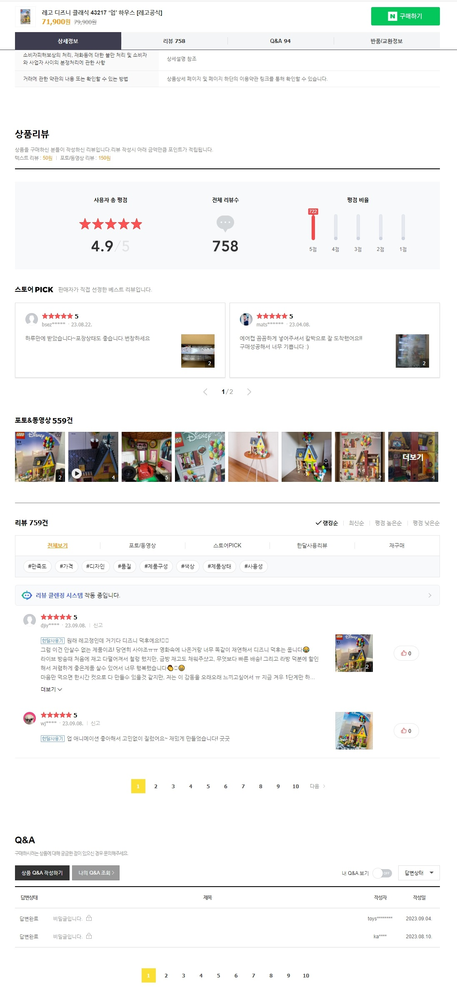 레고 디즈니 클래식 43217 ‘업’ 하우스 [레고공식]
71,900원 79,900원
N 구매하기
상세정보
리뷰 758
Q&A 94
반품/교환정보
소비자피해보상의 처리, 재화등에 대한 불만 처리 및 소비자
와 사업자 사이의 분쟁처리에 관한 사항
상세설명 참조
거래에 관한 약관의 내용 또는 확인할 수 있는 방법
상품상세 페이지 및 페이지 하단의 이용약관 링크를 통해 확인할 수 있습니다.
상품리뷰
상품을 구매하신 분들이 작성하신 리뷰입니다.리뷰 작성시 아래 금액만큼 포인트가 적립됩니다.
텍스트 리뷰 : 50원 | 포토/동영상 리뷰 : 150원
사용자 총 평점
전체 리뷰수
평점 비율
722
4.9/5
758
5점
4점
3점
2점
1점
스토어PICK 판매자가 직접 선정한 베스트 리뷰입니다.
★★★★★ 5
bsez***** · 23.08.22.
하루만에 받았습니다~포장상태도 좋습니다.번창하세요
2
★★★★★ 5
mats****** · 23.04.08.
에어캡 꼼꼼하게 넣어주셔서 칼박으로 잘 도착했어요!!
구매성공해서 너무 기쁩니다 :)
2
1/2
포토&동영상 559건
LEGO Disney
9+
2
4
5
Disney
2
더보기
4
리뷰 759건
랭킹순 | 최신순 | 평점 높은순 | 평점 낮은순
전체보기
포토/동영상
스토어PICK
한달사용리뷰
재구매
#만족도
#가격
#디자인
#품질
#제품구성
#색상
#제품상태
#사용성
리뷰 클렌징 시스템 작동 중입니다.
★★★★★ 5
djiy**** · 23.09.08. | 신고
한달사용기 원래 레고쟁인데 거기다 디즈니 덕후에요!
그럼 이건 안살수 없는 제품이죠! 당연히 사야조ㅠㅠ 영화속에 나온거랑 너무 똑같이 재연해서 디즈니 덕후는 웁니다😂
라이브 방송때 처음에 재고 다떨어져서 철렁 했지만, 금방 재고도 채워주샸고, 무엇보다 빠른 배송! 그리고 라방 덕분에 할인
해서 저렴하게 좋은제품 살수 있어서 너무 행복했습니다👏😁
마음만 먹으면 한시간 컷으로 다 만들수 있을것 같지만, 저는 이 감동을 오래오래 느끼고싶어서 ㅠ 지금 겨우 1단계만 하...
더보기
LEGO Disney
2
0
★★★★★ 5
wj**** · 23.09.08. | 신고
한달사용기 업 애니메이션 좋아해서 고민없이 질렀어요~ 재밌게 만들었습니다! 굿굿
Disney
0
1 2 3 4 5 6 7 8 9 10 다음
Q&A
구매하시려는 상품에 대해 궁금한 점이 있으신 경우 문의해주세요.
상품 Q&A 작성하기
나의 Q&A 조회
내 Q&A 보기
OFF
답변상태
답변상태 제목 작성자 작성일
답변완료 비밀글입니다. toys******** 2023.09.04.
답변완료 비밀글입니다. ka**** 2023.08.10.
1 2 3 4 5 6 7 8 9 10